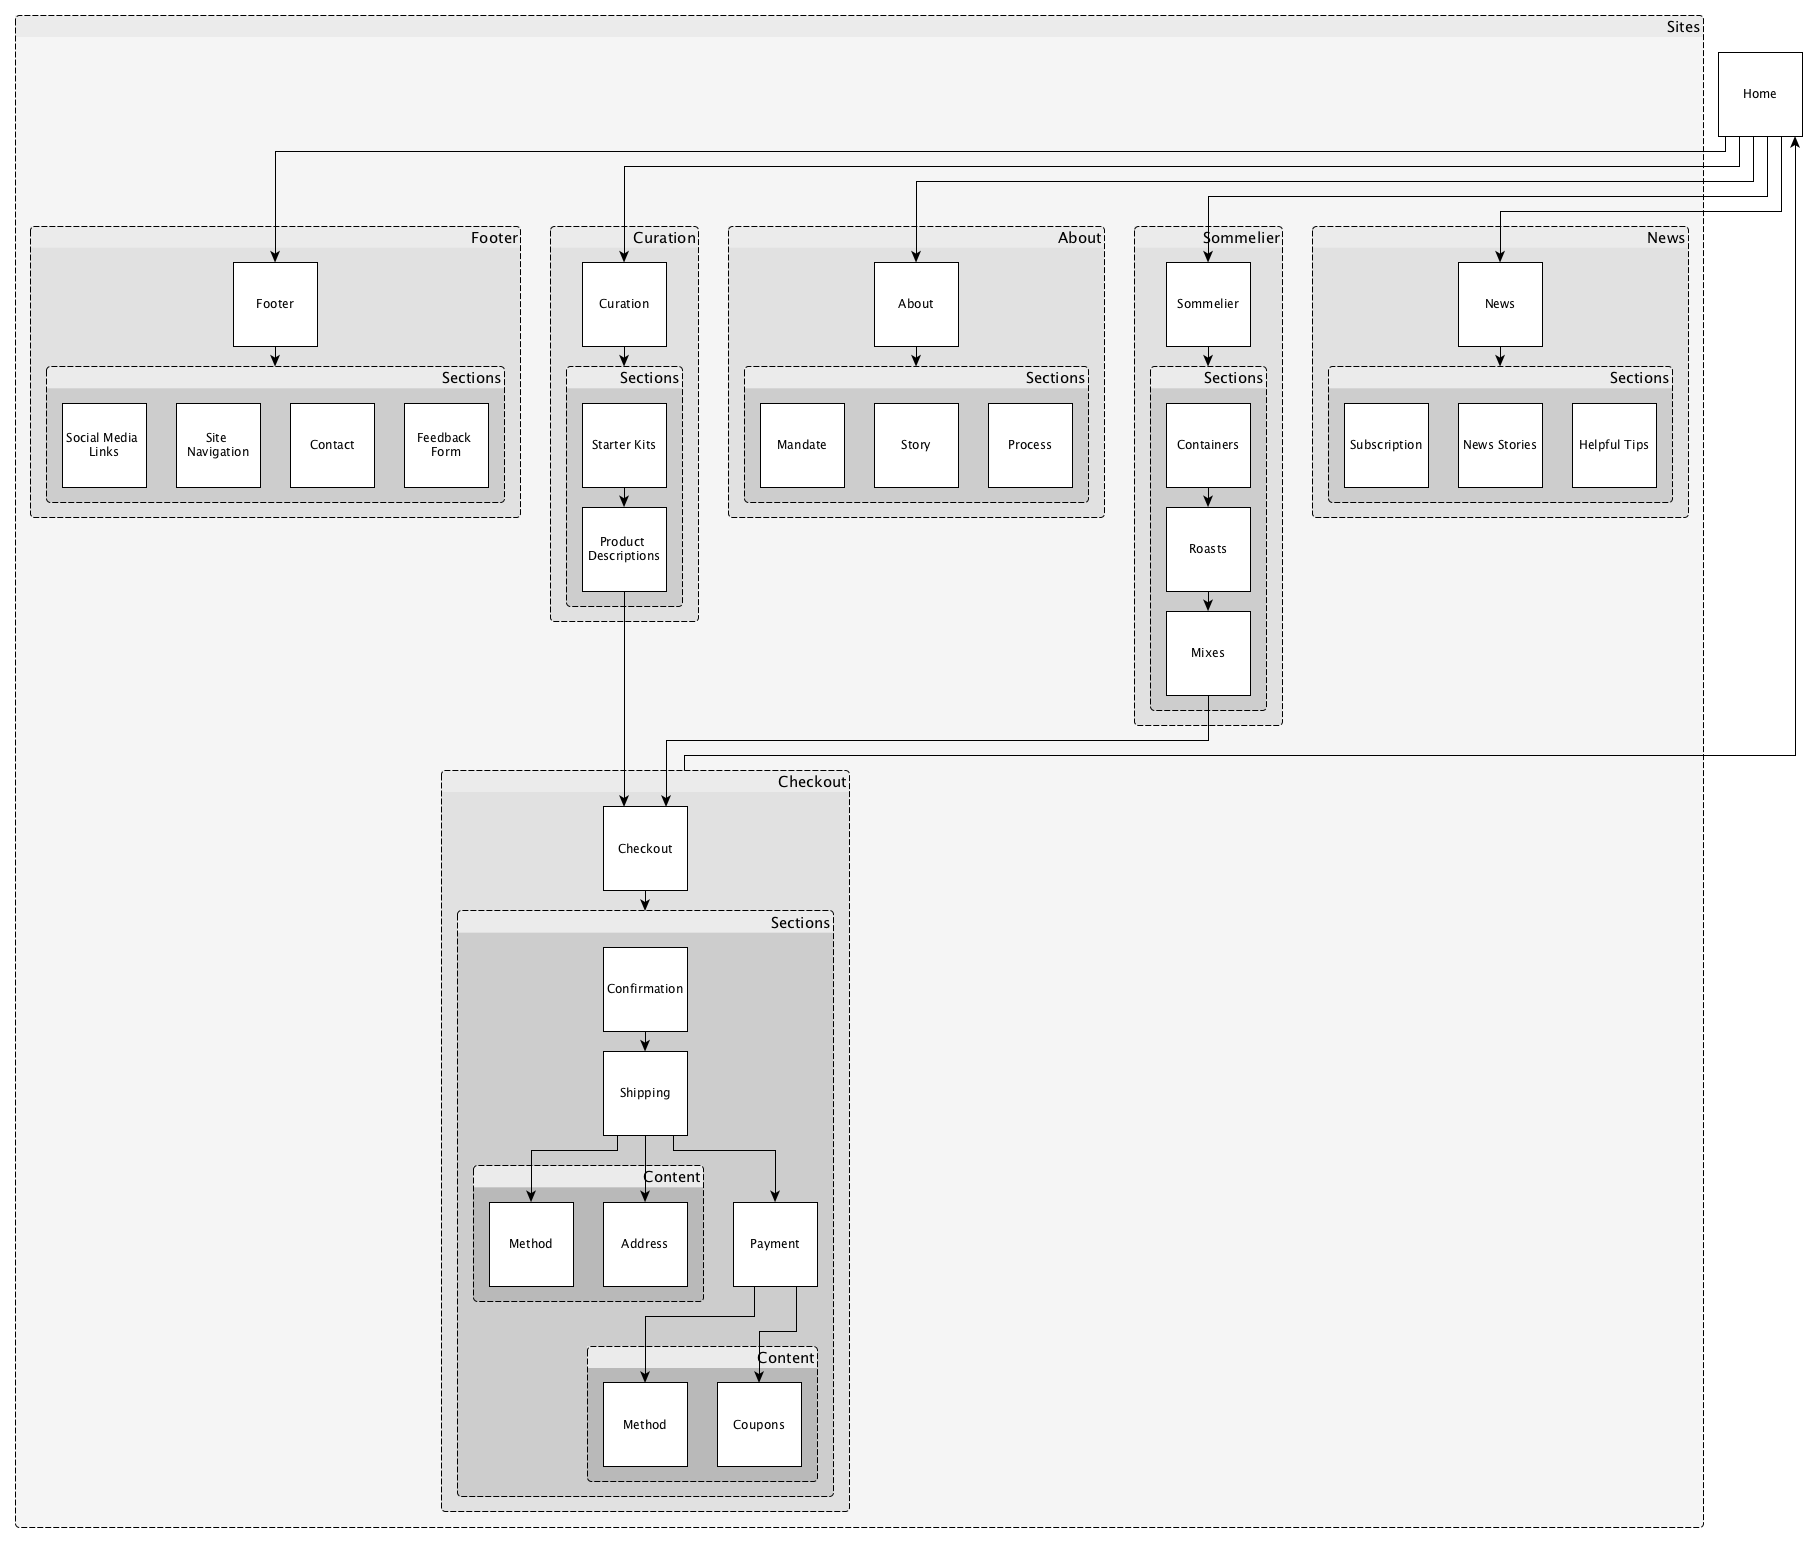 Sites
Home
Footer
Curation
About
Sommelier
News
Footer
Curation
About
Sommelier
News
Sections
Sections
Sections
Sections
Sections
Social Media
Links
Site
Navigation
Contact
Feedback
Form
Starter Kits
Mandate
Story
Process
Containers
Subscription
News Stories
Helpful Tips
Product
Descriptions
Roasts
Mixes
Checkout
Checkout
Sections
Confirmation
Shipping
Content
Method
Address
Payment
Content
Method
Coupons